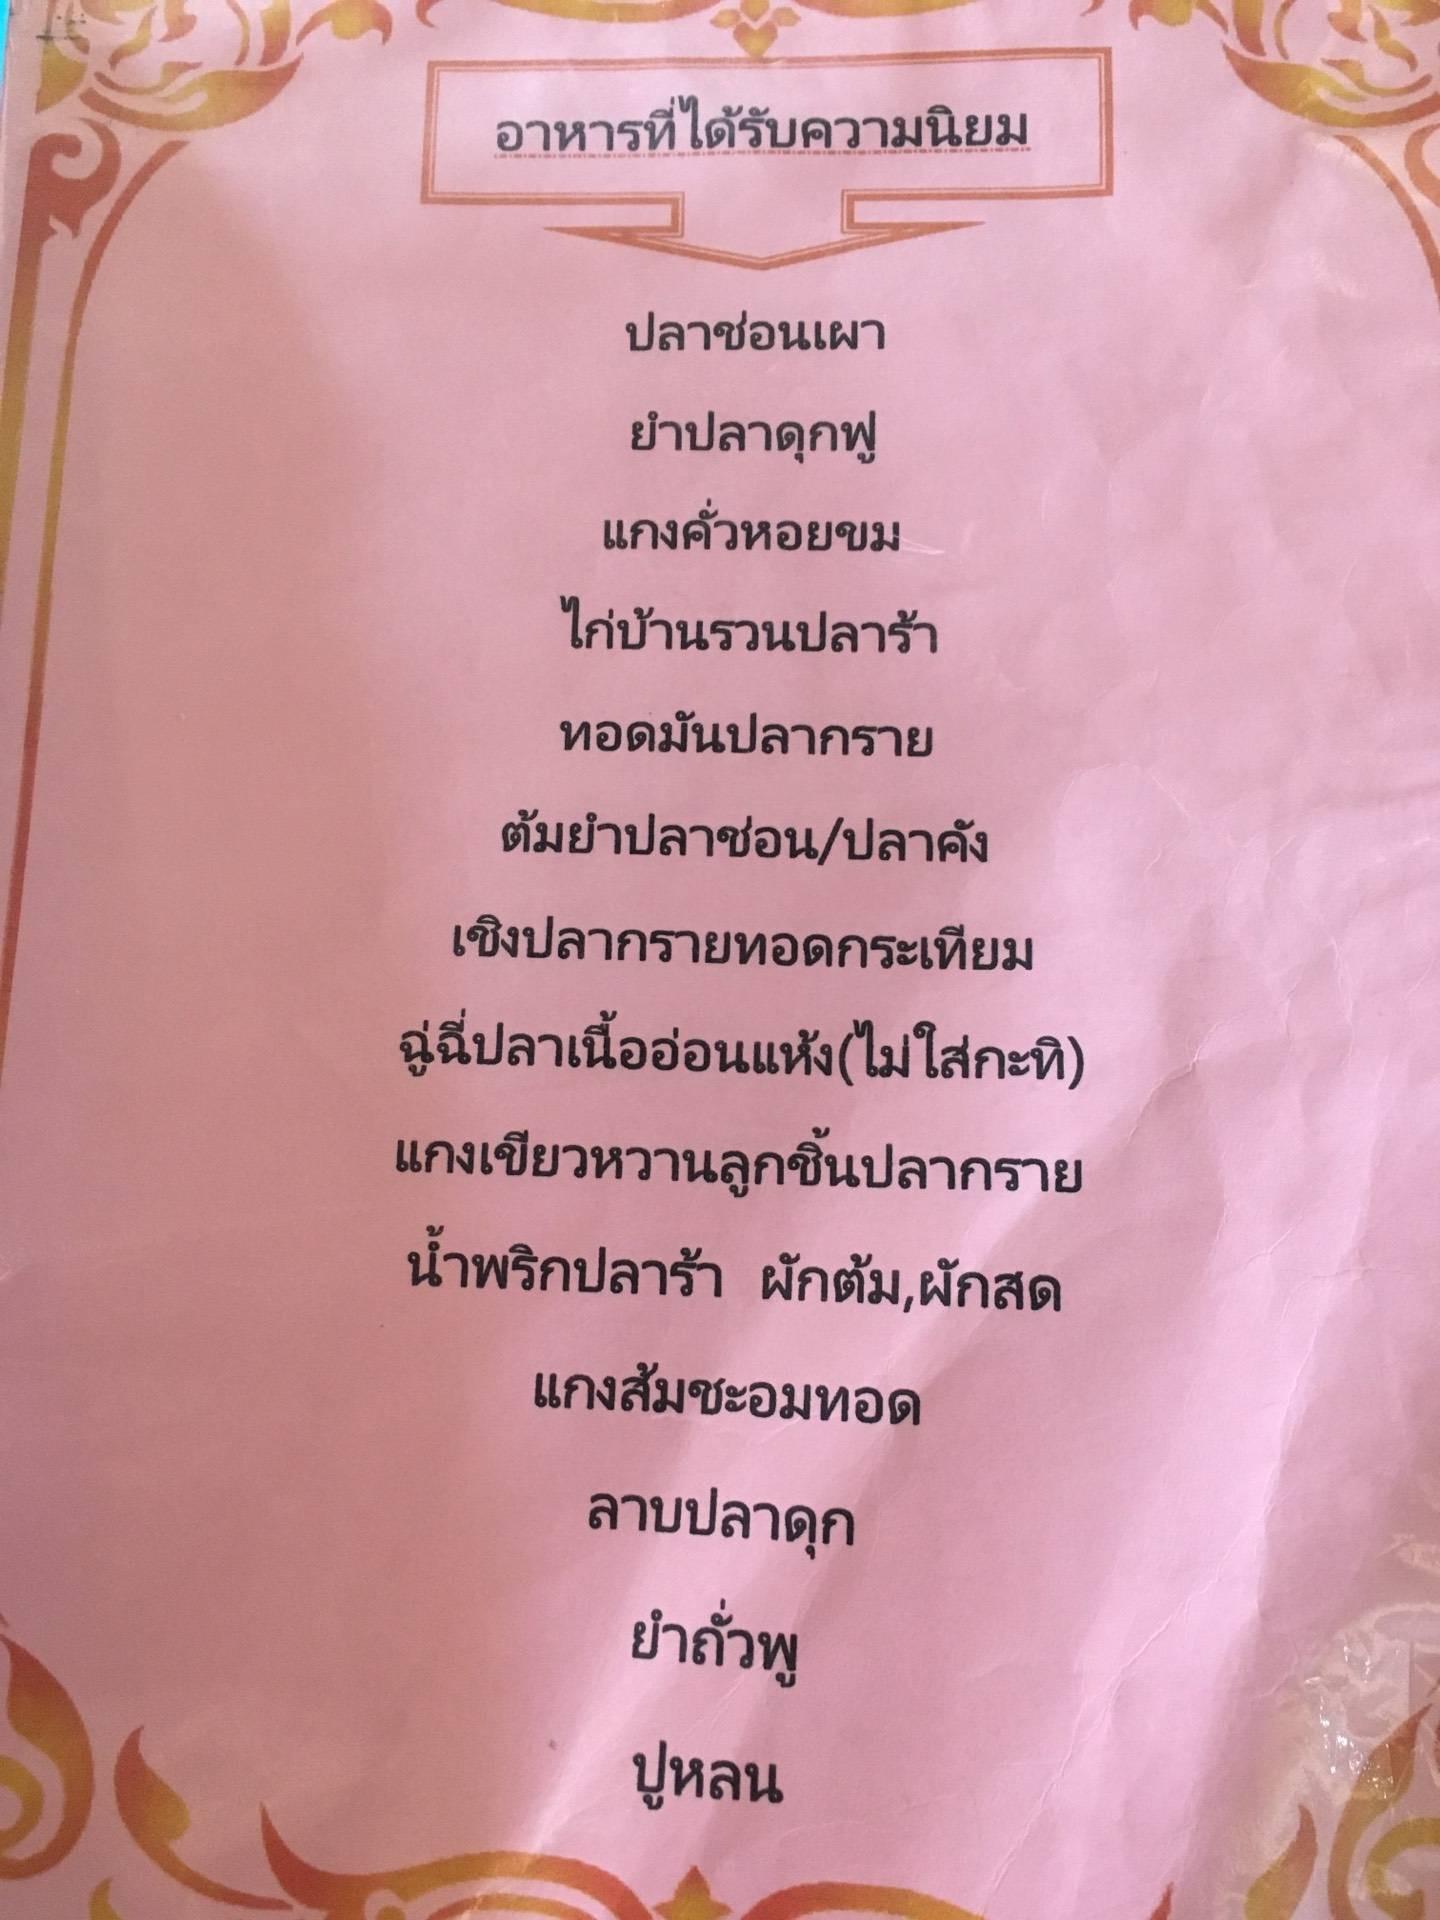 อาหารที่ได้รับความนิยม
ปลาช่อนเผา
ยำปลาดุกฟู
แกงคั่วหอยขม
ไก่บ้านรวนปลาร้า
ทอดมันปลากราย
ต้มยำปลาช่อน/ปลาคัง
เชิงปลากรายทอดกระเทียม
ฉู่ฉี่ปลาเนื้ออ่อนแห้ง(ไม่ใส่กะทิ)
แกงเขียวหวานลูกชิ้นปลากราย
น้ำพริกปลาร้า ผักต้ม,ผักสด
แกงส้มชะอมทอด
ลาบปลาดุก
ยำถั่วพู
ปูหลน